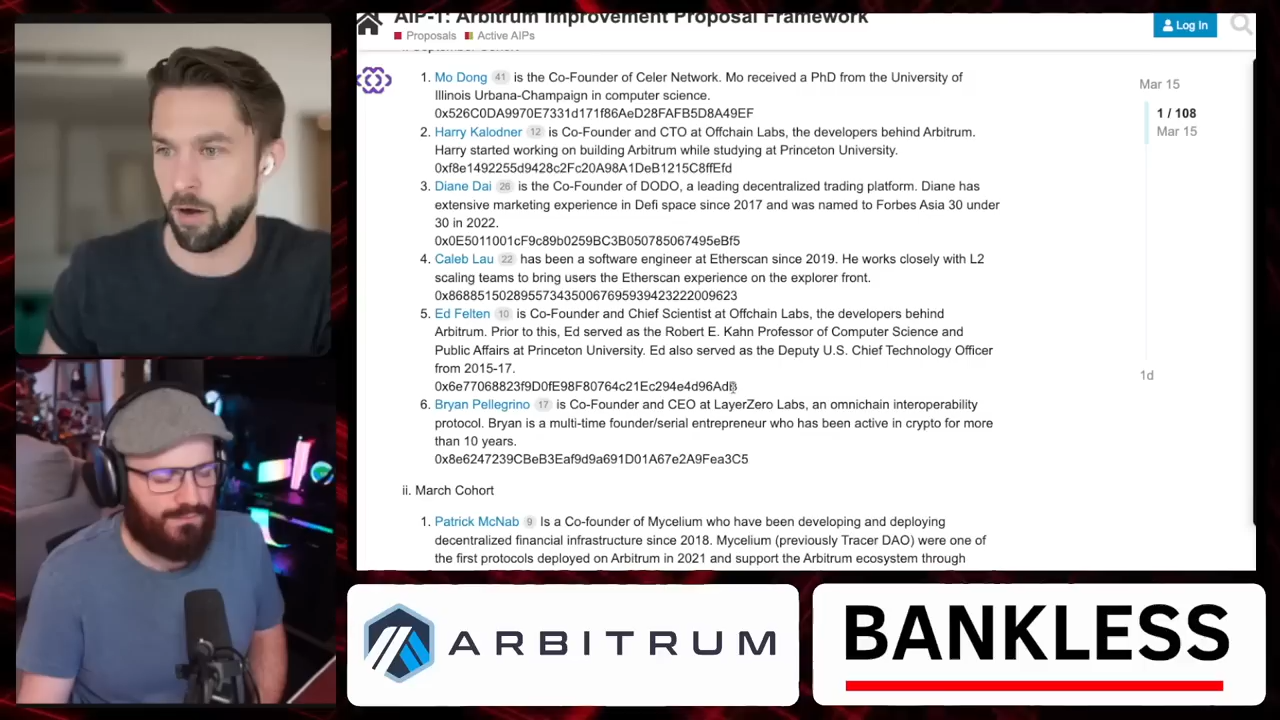 AIP-1: Arbitrum Improvement Proposal Framework
Proposals Active AIPs
Log In
1. Mo Dong 41 is the Co-Founder of Celer Network. Mo received a PhD from the University of
Illinois Urbana-Champaign in computer science.
0x526C0DA9970E7331d171f86AeD28FAFB5D8A49EF
2. Harry Kalodner 12 is Co-Founder and CTO at Offchain Labs, the developers behind Arbitrum.
Harry started working on building Arbitrum while studying at Princeton University.
0xf8e1492255d9428c2Fc20A98A1DeB1215C8ffEfd
3. Diane Dai 26 is the Co-Founder of DODO, a leading decentralized trading platform. Diane has
extensive marketing experience in Defi space since 2017 and was named to Forbes Asia 30 under
30 in 2022.
0x0E5011001cF9c89b0259BC3B050785067495eBf5
4. Caleb Lau 22 has been a software engineer at Etherscan since 2019. He works closely with L2
scaling teams to bring users the Etherscan experience on the explorer front.
0x8688515028955734350067695939423222009623
5. Ed Felten 10 is Co-Founder and Chief Scientist at Offchain Labs, the developers behind
Arbitrum. Prior to this, Ed served as the Robert E. Kahn Professor of Computer Science and
Public Affairs at Princeton University. Ed also served as the Deputy U.S. Chief Technology Officer
from 2015-17.
6. Bryan Pellegrino 17 is Co-Founder and CEO at LayerZero Labs, an omnichain interoperability
protocol. Bryan is a multi-time founder/serial entrepreneur who has been active in crypto for more
than 10 years.
0x8e6247239CBeB3Eaf9d9a691D01A67e2A9Fea3C5
ii. March Cohort
1. Patrick McNab 9 Is a Co-founder of Mycelium who have been developing and deploying
decentralized financial infrastructure since 2018. Mycelium (previously Tracer DAO) were one of
the first protocols deployed on Arbitrum in 2021 and support the Arbitrum ecosystem through
Mar 15
1 / 108
Mar 15
1d
ARBITRUM
BANKLESS